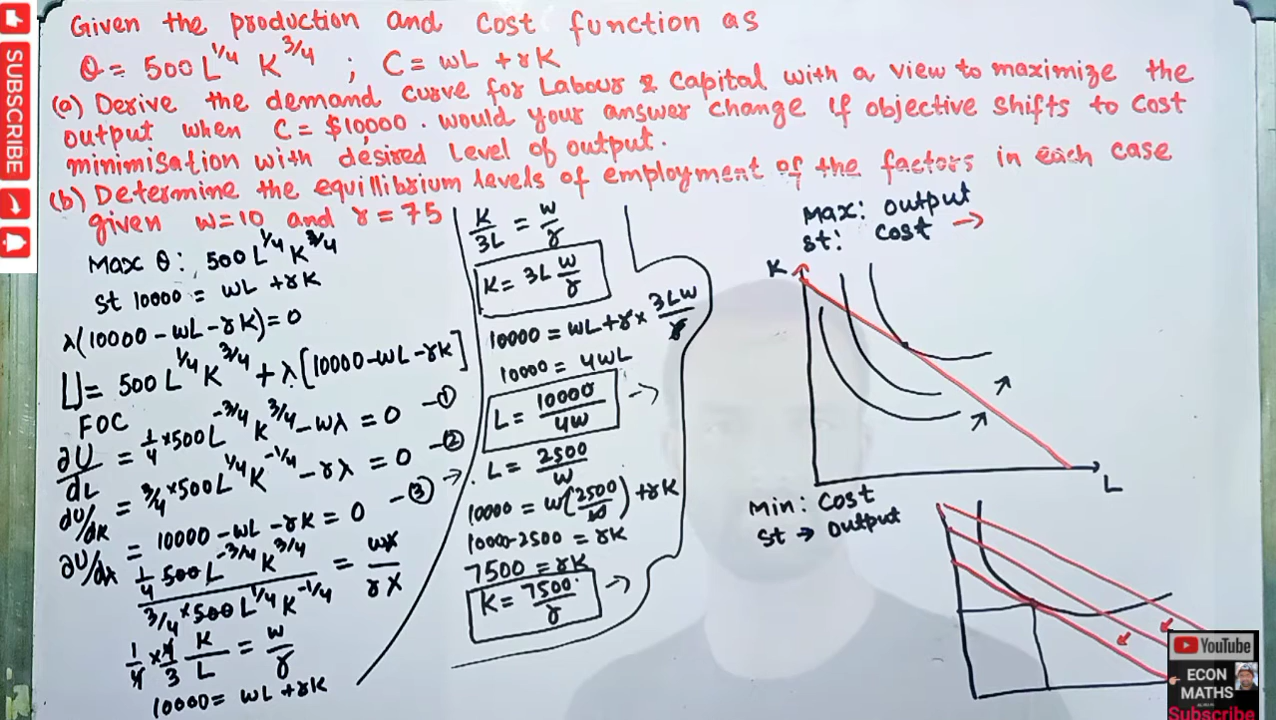 Given the production and cost function as
Q = 500 L^1/4 K^3/4 ; C = wL + rK
(a) Derive the demand curve for Labour & Capital with a view to maximize the
output when C = $10,000. would your answer change if objective shifts to cost
minimisation with desired level of output.
(b) Determine the equillibrium levels of employment of the factors in each case
given w=10 and r=75
Max Q: 500 L^1/4 K^3/4
st 10000 = wL + rK
λ(10000-wL-rK)=0
U = 500 L^1/4 K^3/4 + λ[10000-wL-rK]
FOC
∂U/dL = 1/4 × 500 L^-3/4 K^3/4 - wλ = 0 -①
dU/dK = 3/4 × 500 L^1/4 K^-1/4 - rλ = 0 -②
∂U/dλ = 10000 - wL - rK = 0 -③ →
1/4 500 L^-3/4 K^3/4 / 3/4 × 500 L^1/4 K^-1/4 = wλ / rλ
1/4 × 4/3 K/L = w/r
10000 = wL + rK
K/3L = w/r
K = 3L w/r
10000 = wL + r × 3Lw/r
10000 = 4wL
L = 10000/4w →
L = 2500/w
10000 = w(2500/w) + rK
10000-2500 = rK
7500 = rK
K = 7500/r →
Max: output
st: cost →
K
L
Min: Cost
st → output
SUBSCRIBE
YouTube
ECON
MATHS
Subscribe